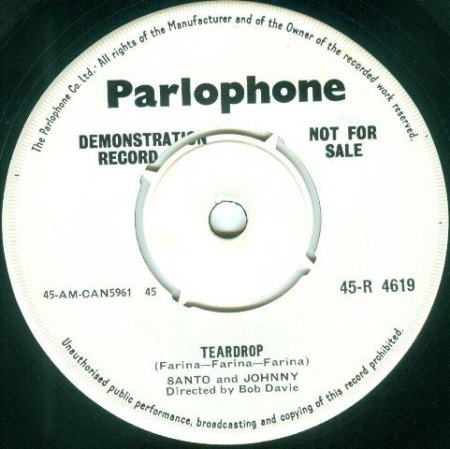 The Parlophone Co. Ltd.· All rights of the Manufacturer and of the Owner of the recorded work reserved.
Parlophone
DEMONSTRATION RECORD
NOT FOR SALE
45-AM-CAN5961 45
45-R 4619
TEARDROP
(Farina—Farina—Farina)
SANTO and JOHNNY
Directed by Bob Davie
Unauthorised public performance, broadcasting and copying of this record prohibited.